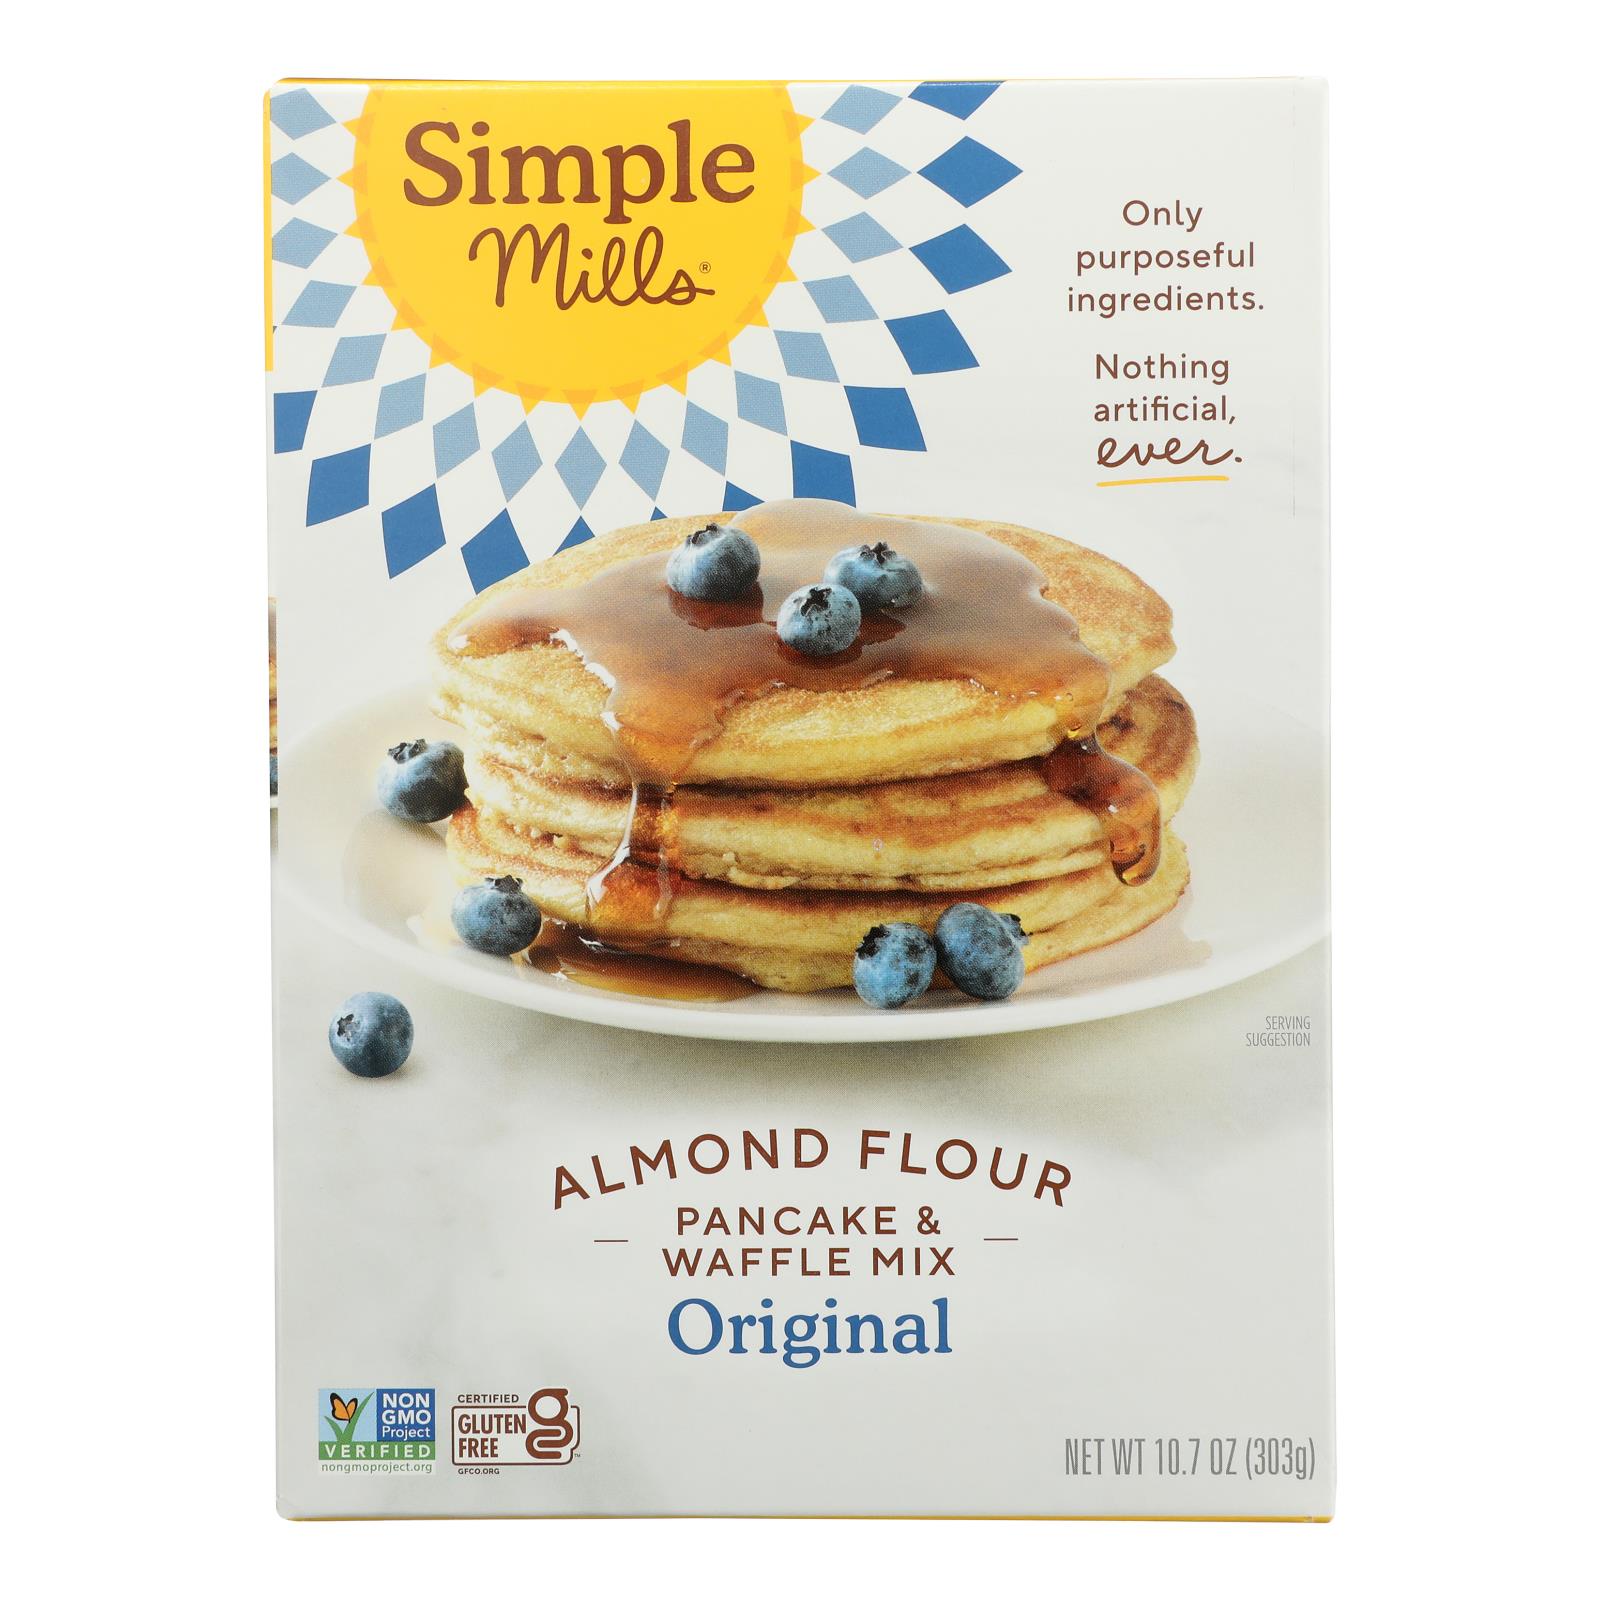 Simple
Mills®
Only
purposeful
ingredients.
Nothing
artificial,
ever.
SERVING
SUGGESTION
ALMOND FLOUR
PANCAKE &
WAFFLE MIX
Original
NON
GMO
Project
VERIFIED
nongmoproject.org
CERTIFIED
GLUTEN
FREE
GFCO.ORG
NET WT 10.7 OZ (303g)